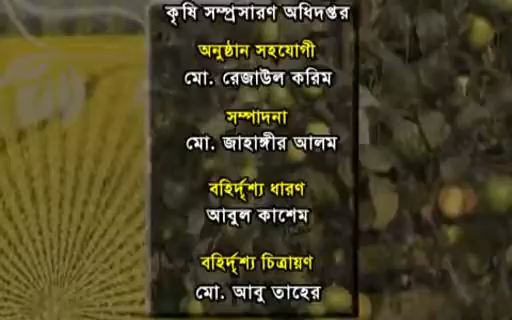 কৃষি সম্প্রসারণ অধিদপ্তর
অনুষ্ঠান সহযোগী
মো. রেজাউল করিম
সম্পাদনা
মো. জাহাঙ্গীর আলম
বহির্দৃশ্য ধারণ
আবুল কাশেম
বহির্দৃশ্য চিত্রায়ণ
মো. আবু তাহের